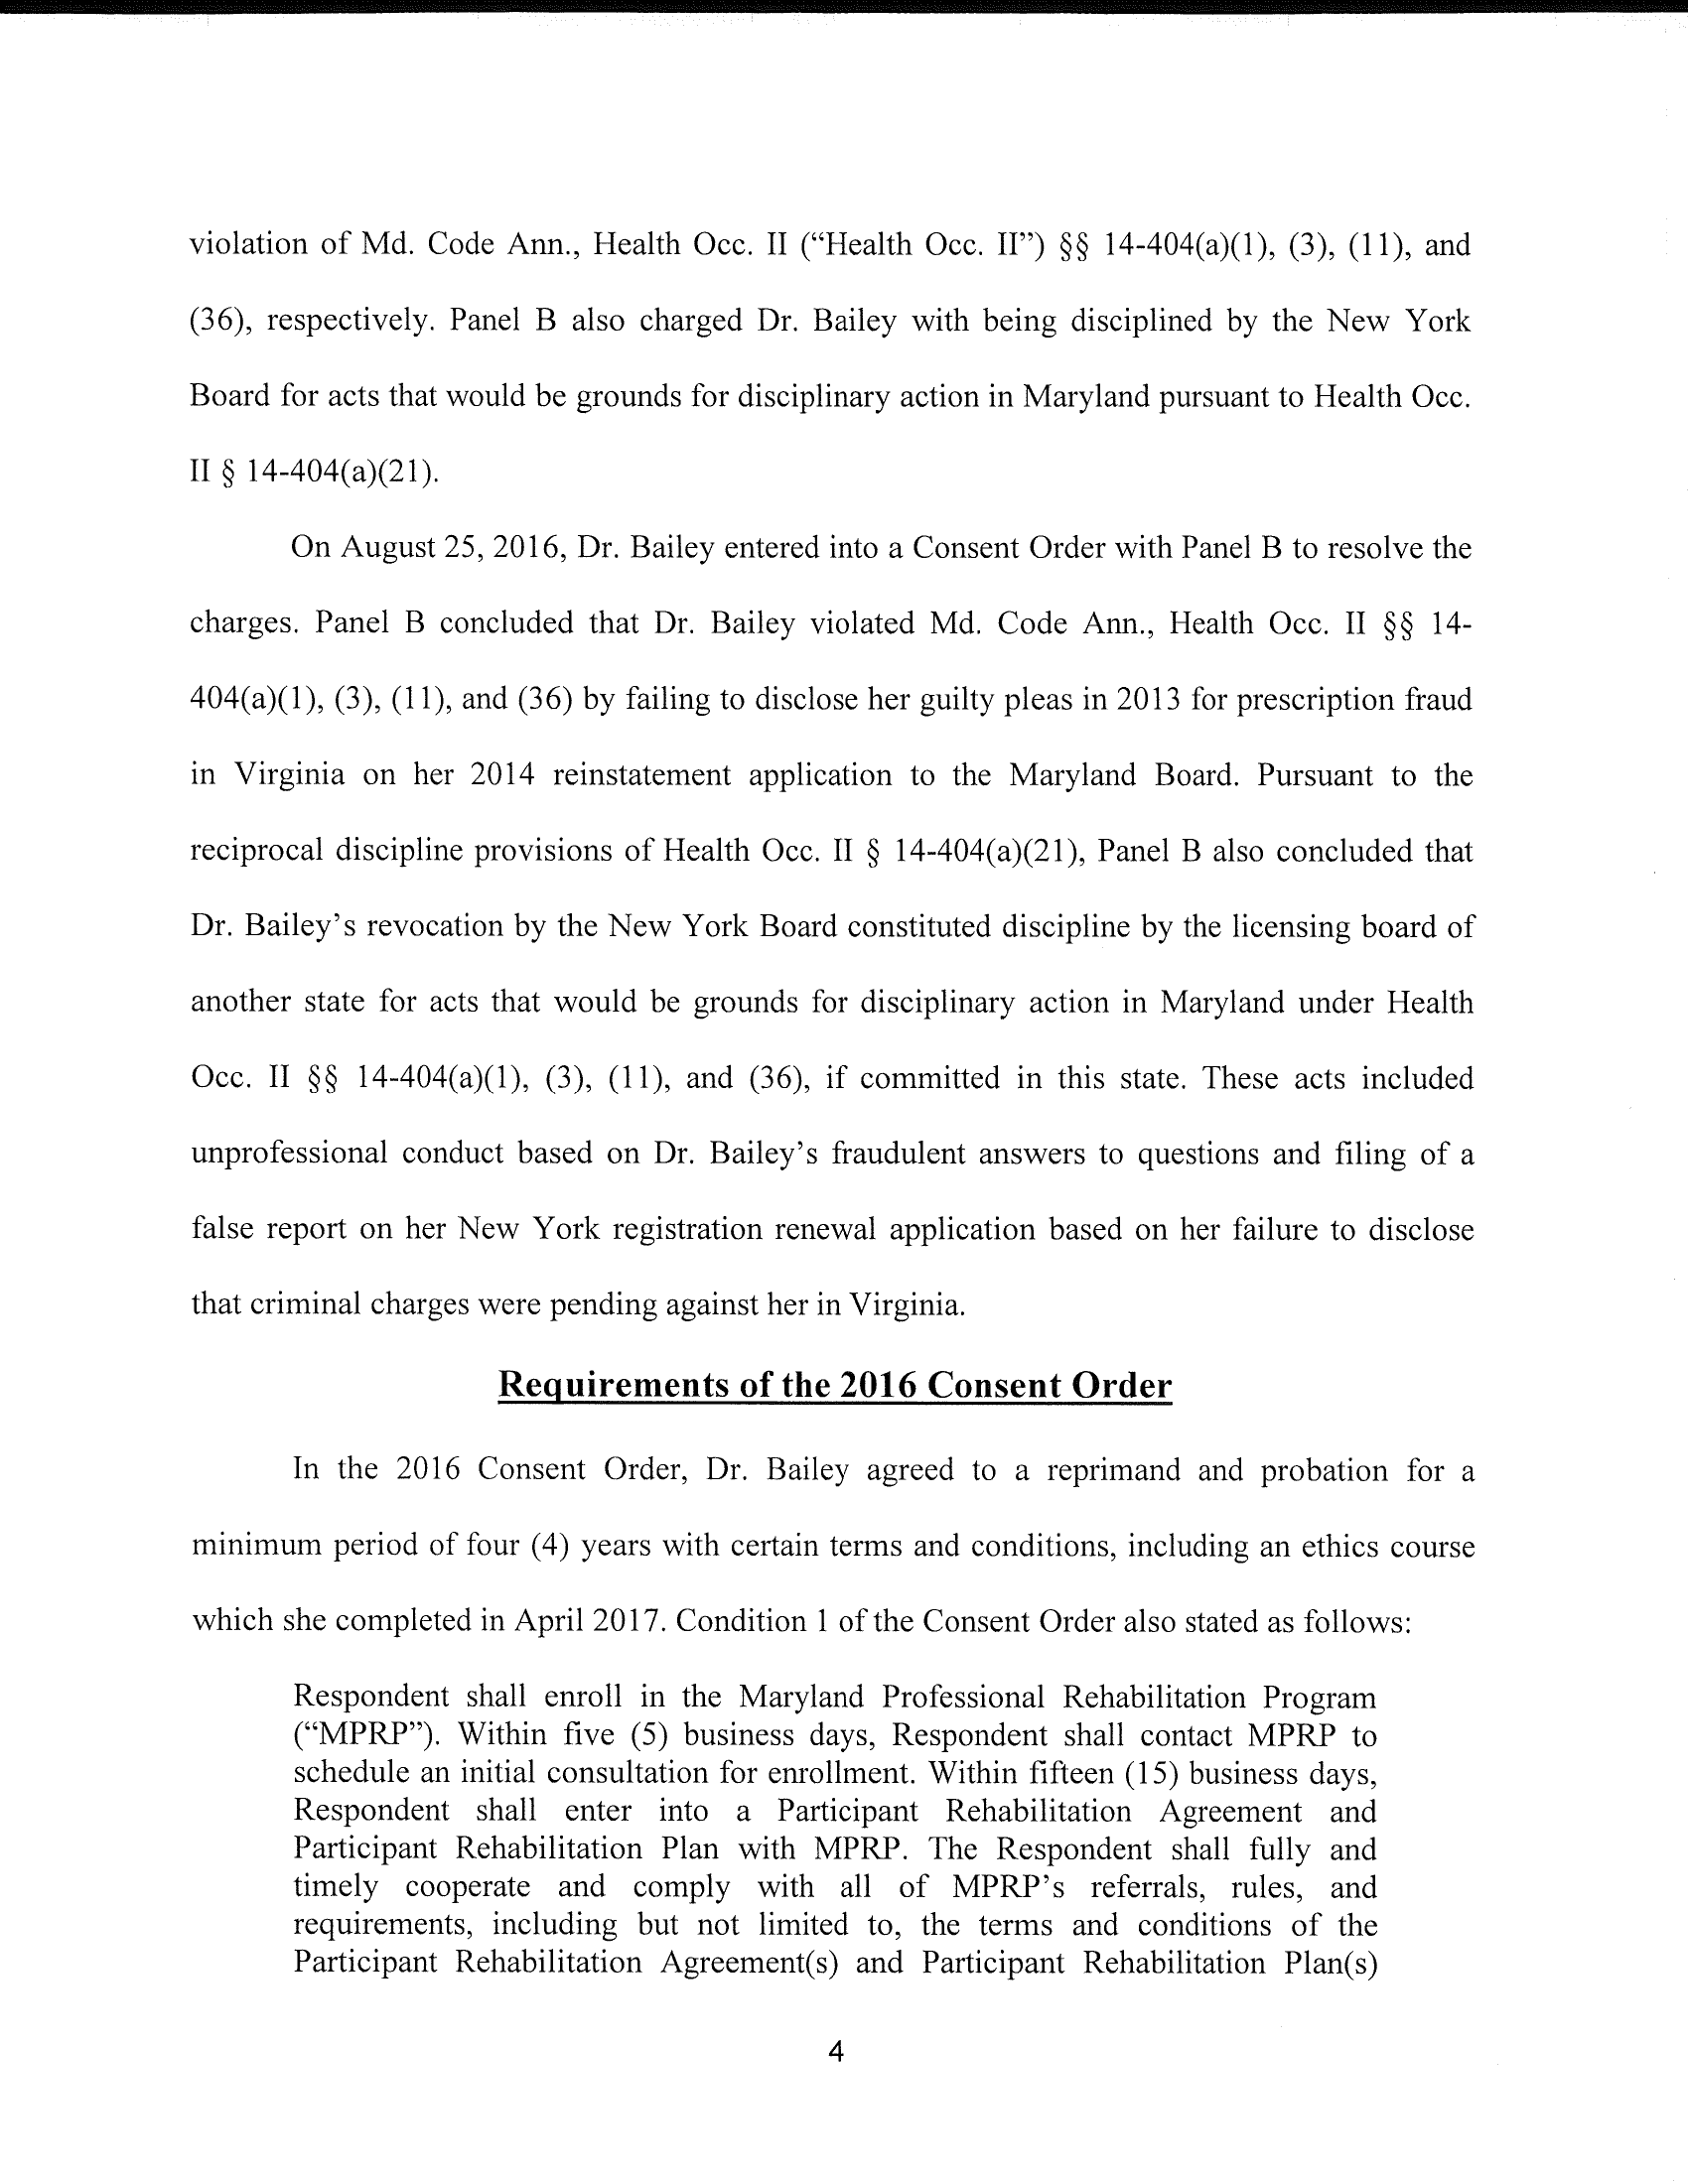 violation of Md. Code Ann., Health Occ. II (“Health Occ. II”) §§ 14-404(a)(1), (3), (11), and
(36), respectively. Panel B also charged Dr. Bailey with being disciplined by the New York
Board for acts that would be grounds for disciplinary action in Maryland pursuant to Health Occ.
II § 14-404(a)(21).
On August 25, 2016, Dr. Bailey entered into a Consent Order with Panel B to resolve the
charges. Panel B concluded that Dr. Bailey violated Md. Code Ann., Health Occ. II §§ 14-
404(a)(1), (3), (11), and (36) by failing to disclose her guilty pleas in 2013 for prescription fraud
in Virginia on her 2014 reinstatement application to the Maryland Board. Pursuant to the
reciprocal discipline provisions of Health Occ. II § 14-404(a)(21), Panel B also concluded that
Dr. Bailey’s revocation by the New York Board constituted discipline by the licensing board of
another state for acts that would be grounds for disciplinary action in Maryland under Health
Occ. II §§ 14-404(a)(1), (3), (11), and (36), if committed in this state. These acts included
unprofessional conduct based on Dr. Bailey’s fraudulent answers to questions and filing of a
false report on her New York registration renewal application based on her failure to disclose
that criminal charges were pending against her in Virginia.
Requirements of the 2016 Consent Order
In the 2016 Consent Order, Dr. Bailey agreed to a reprimand and probation for a
minimum period of four (4) years with certain terms and conditions, including an ethics course
which she completed in April 2017. Condition 1 of the Consent Order also stated as follows:
Respondent shall enroll in the Maryland Professional Rehabilitation Program
(“MPRP”). Within five (5) business days, Respondent shall contact MPRP to
schedule an initial consultation for enrollment. Within fifteen (15) business days,
Respondent shall enter into a Participant Rehabilitation Agreement and
Participant Rehabilitation Plan with MPRP. The Respondent shall fully and
timely cooperate and comply with all of MPRP’s referrals, rules, and
requirements, including but not limited to, the terms and conditions of the
Participant Rehabilitation Agreement(s) and Participant Rehabilitation Plan(s)
4